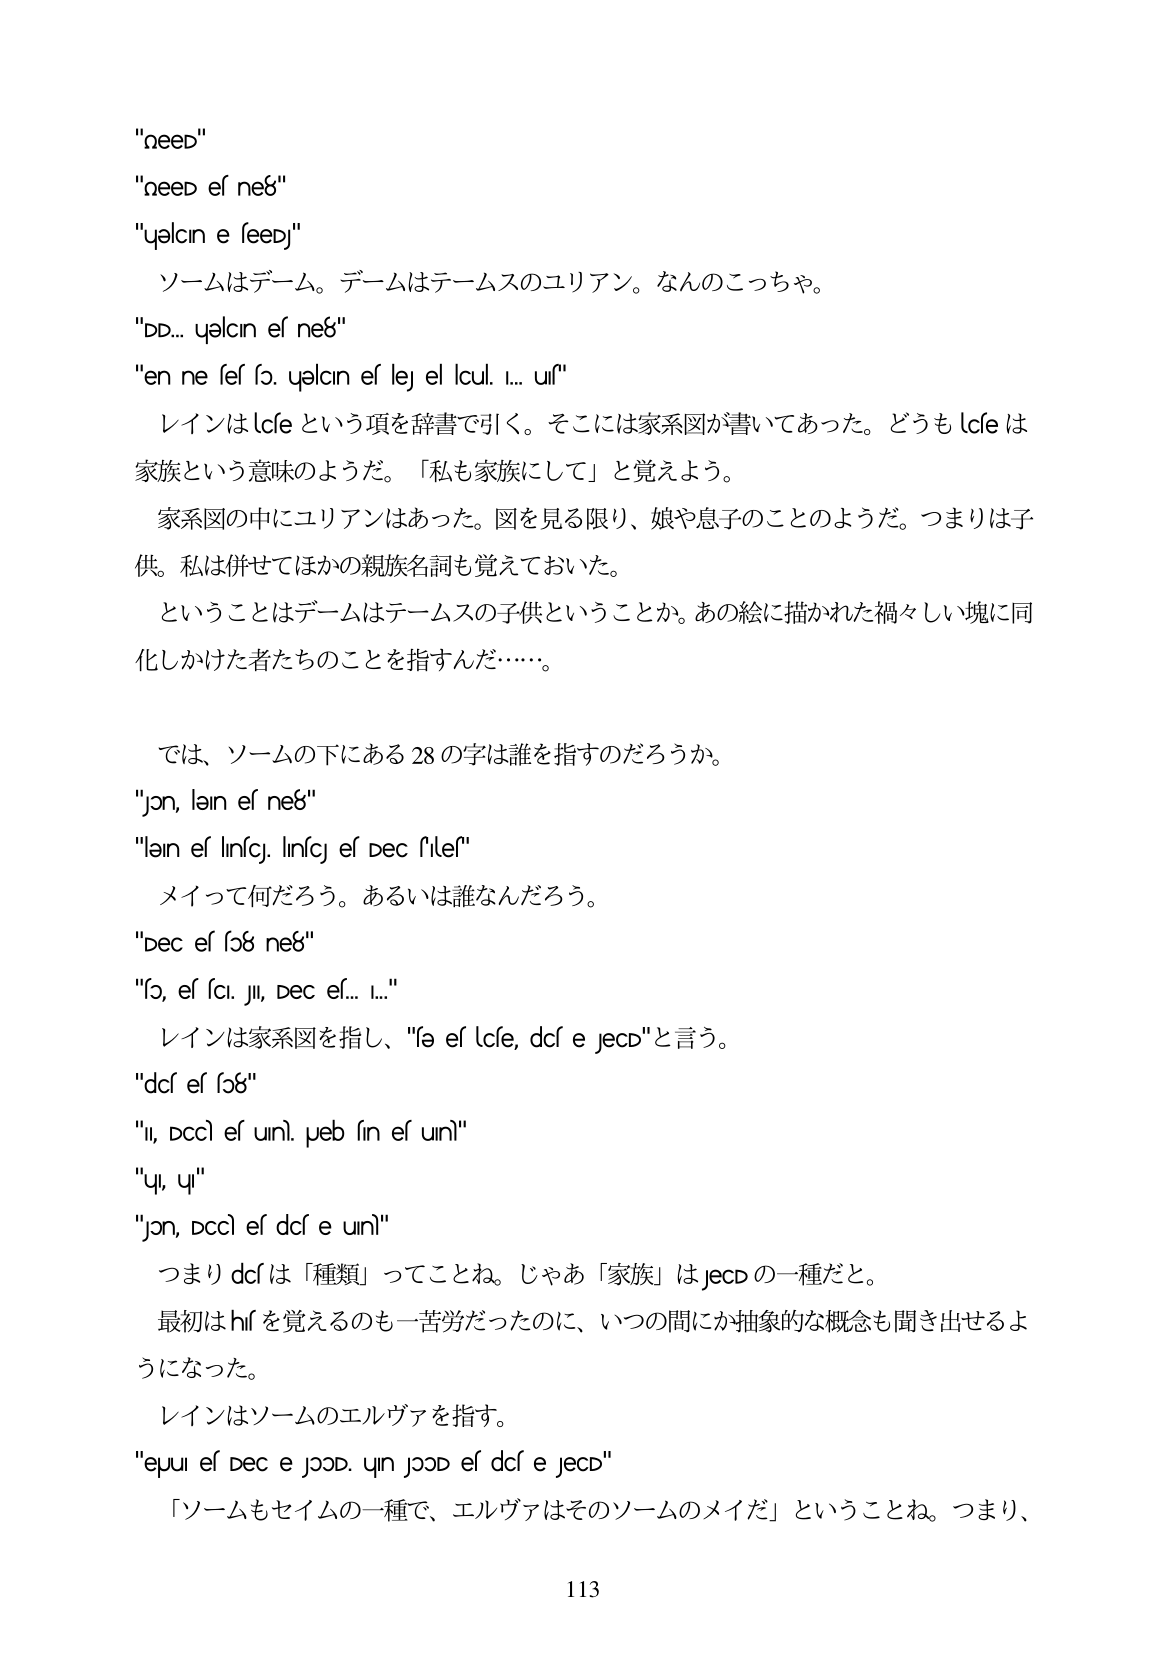 "ɷeeᴅ"
"ɷeeᴅ eʃ ne8"
"ɥɘlcın e ʃeeᴅȷ"
ソームはデーム。デームはテームスのユリアン。なんのこっちゃ。
"ᴅᴅ... ɥɘlcın eʃ ne8"
"en ne ʃeʃ ʃɔ. ɥɘlcın eʃ leȷ el lcul. ı... uıʃ"
レインは lcʃe という項を辞書で引く。そこには家系図が書いてあった。どうも lcʃe は
家族という意味のようだ。「私も家族にして」と覚えよう。
家系図の中にユリアンはあった。図を見る限り、娘や息子のことのようだ。つまりは子
供。私は併せてほかの親族名詞も覚えておいた。
ということはデームはテームスの子供ということか。あの絵に描かれた禍々しい塊に同
化しかけた者たちのことを指すんだ……。
では、ソームの下にある 28 の字は誰を指すのだろうか。
"ȷɔn, lɘın eʃ ne8"
"lɘın eʃ lınʃcȷ. lınʃcȷ eʃ ᴅec ſıleʃ"
メイって何だろう。あるいは誰なんだろう。
"ᴅec eʃ ʃɔ8 ne8"
"ʃɔ, eʃ ʃcı. ȷıı, ᴅec eʃ... ı..."
レインは家系図を指し、"ʃɘ eʃ lcʃe, dcʃ e ȷecᴅ"と言う。
"dcʃ eʃ ʃɔ8"
"ıı, ᴅccl eʃ uınl. µeb ʃın eʃ uınl"
"ɥı, ɥı"
"ȷɔn, ᴅccl eʃ dcʃ e uınl"
つまり dcʃ は「種類」ってことね。じゃあ「家族」は ȷecᴅ の一種だと。
最初は hıʃ を覚えるのも一苦労だったのに、いつの間にか抽象的な概念も聞き出せるよ
うになった。
レインはソームのエルヴァを指す。
"eµuı eʃ ᴅec e ȷɔɔᴅ. ɥın ȷɔɔᴅ eʃ dcʃ e ȷecᴅ"
「ソームもセイムの一種で、エルヴァはそのソームのメイだ」ということね。つまり、
113